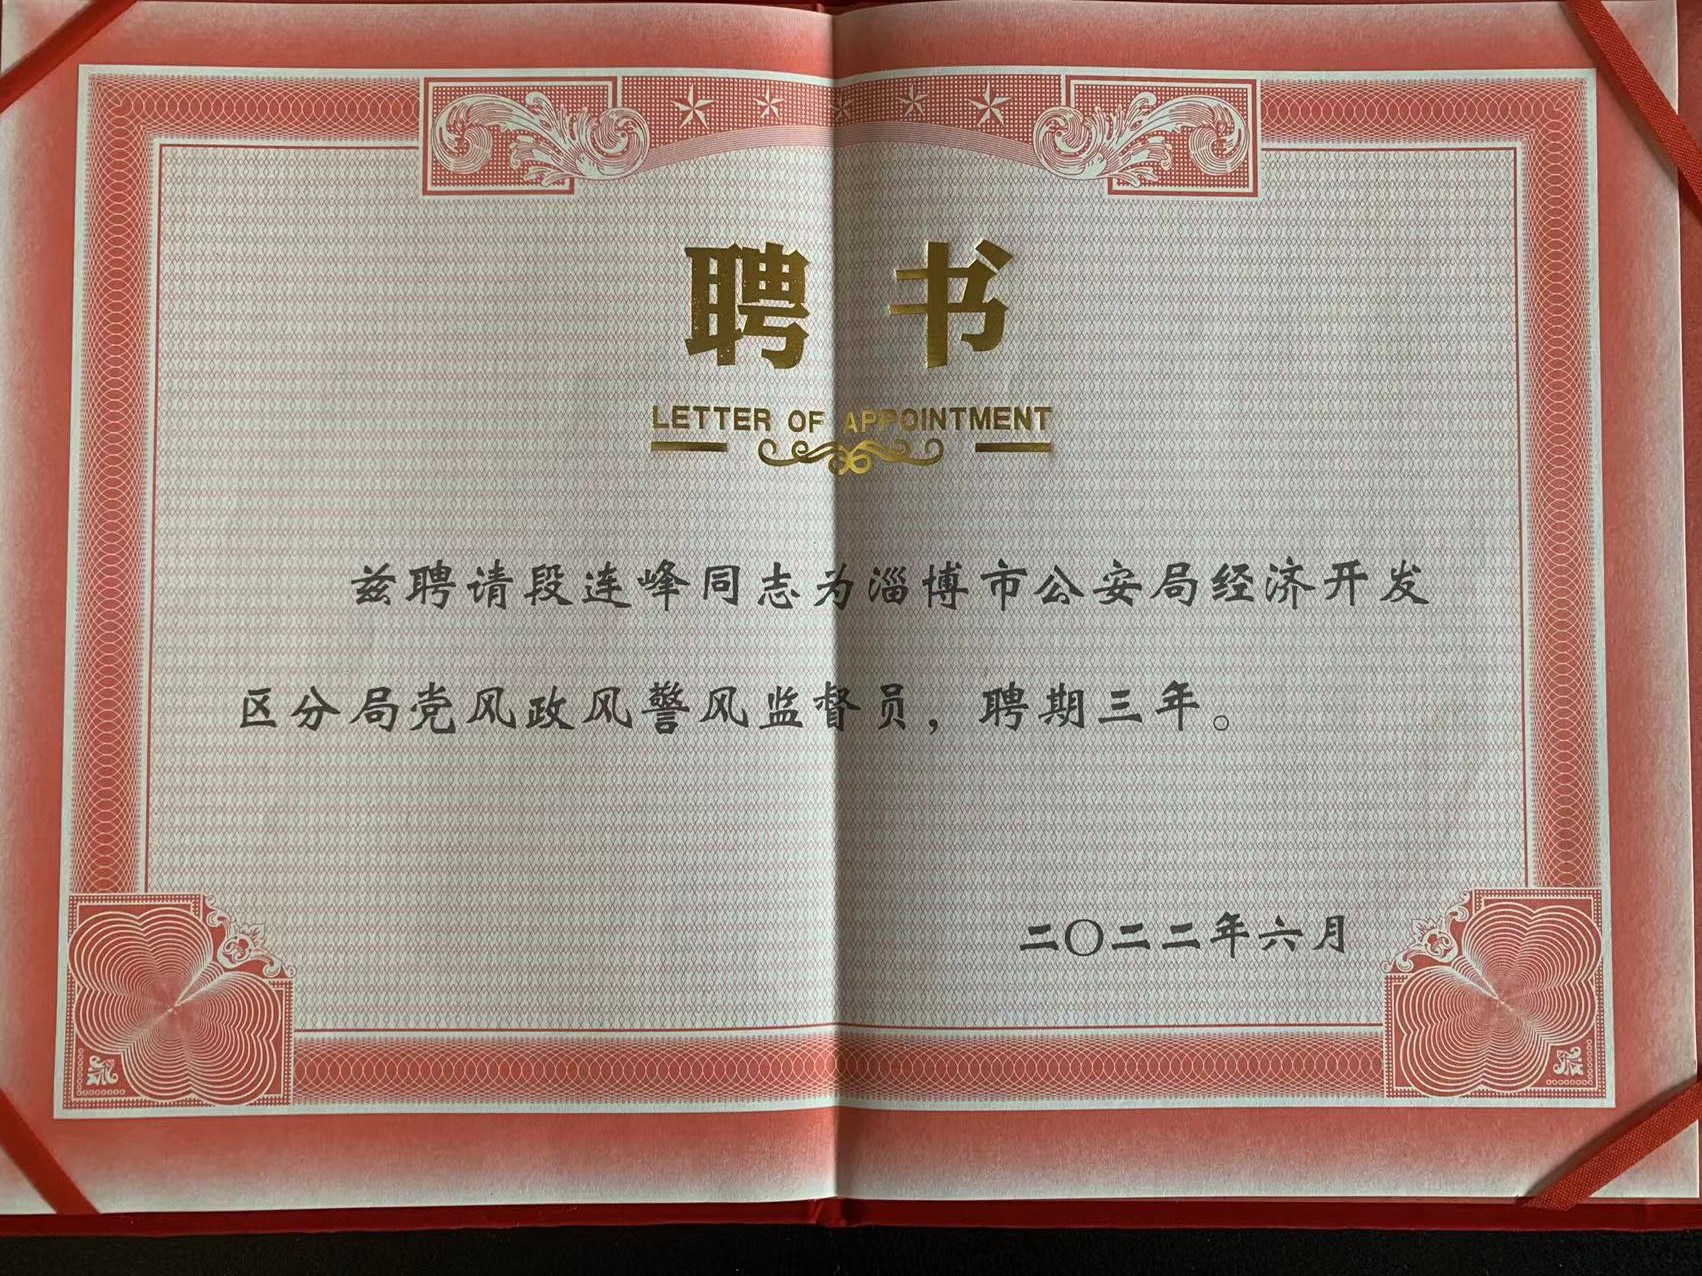 聘书
LETTER OF APPOINTMENT
兹聘请段连峰同志为淄博市公安局经济开发
区分局党风政风警风监督员，聘期三年。
二〇二二年六月